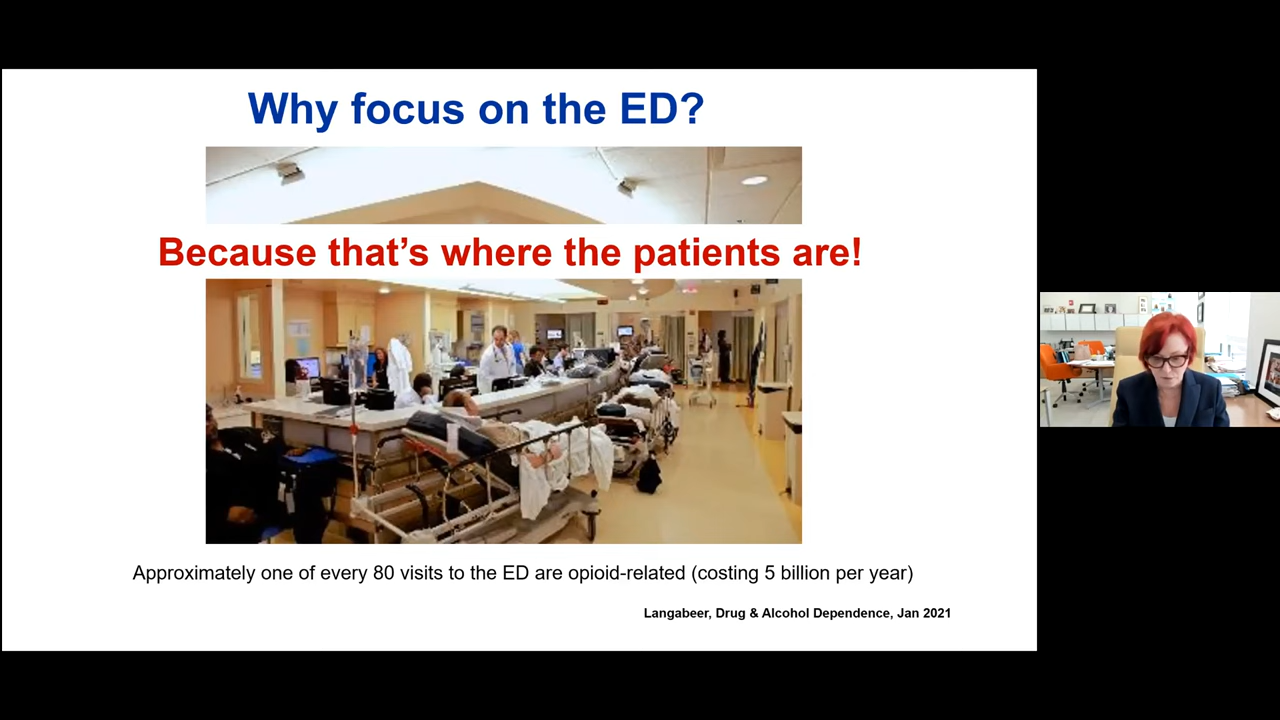 Why focus on the ED?
Because that’s where the patients are!
Approximately one of every 80 visits to the ED are opioid-related (costing 5 billion per year)
Langabeer, Drug & Alcohol Dependence, Jan 2021